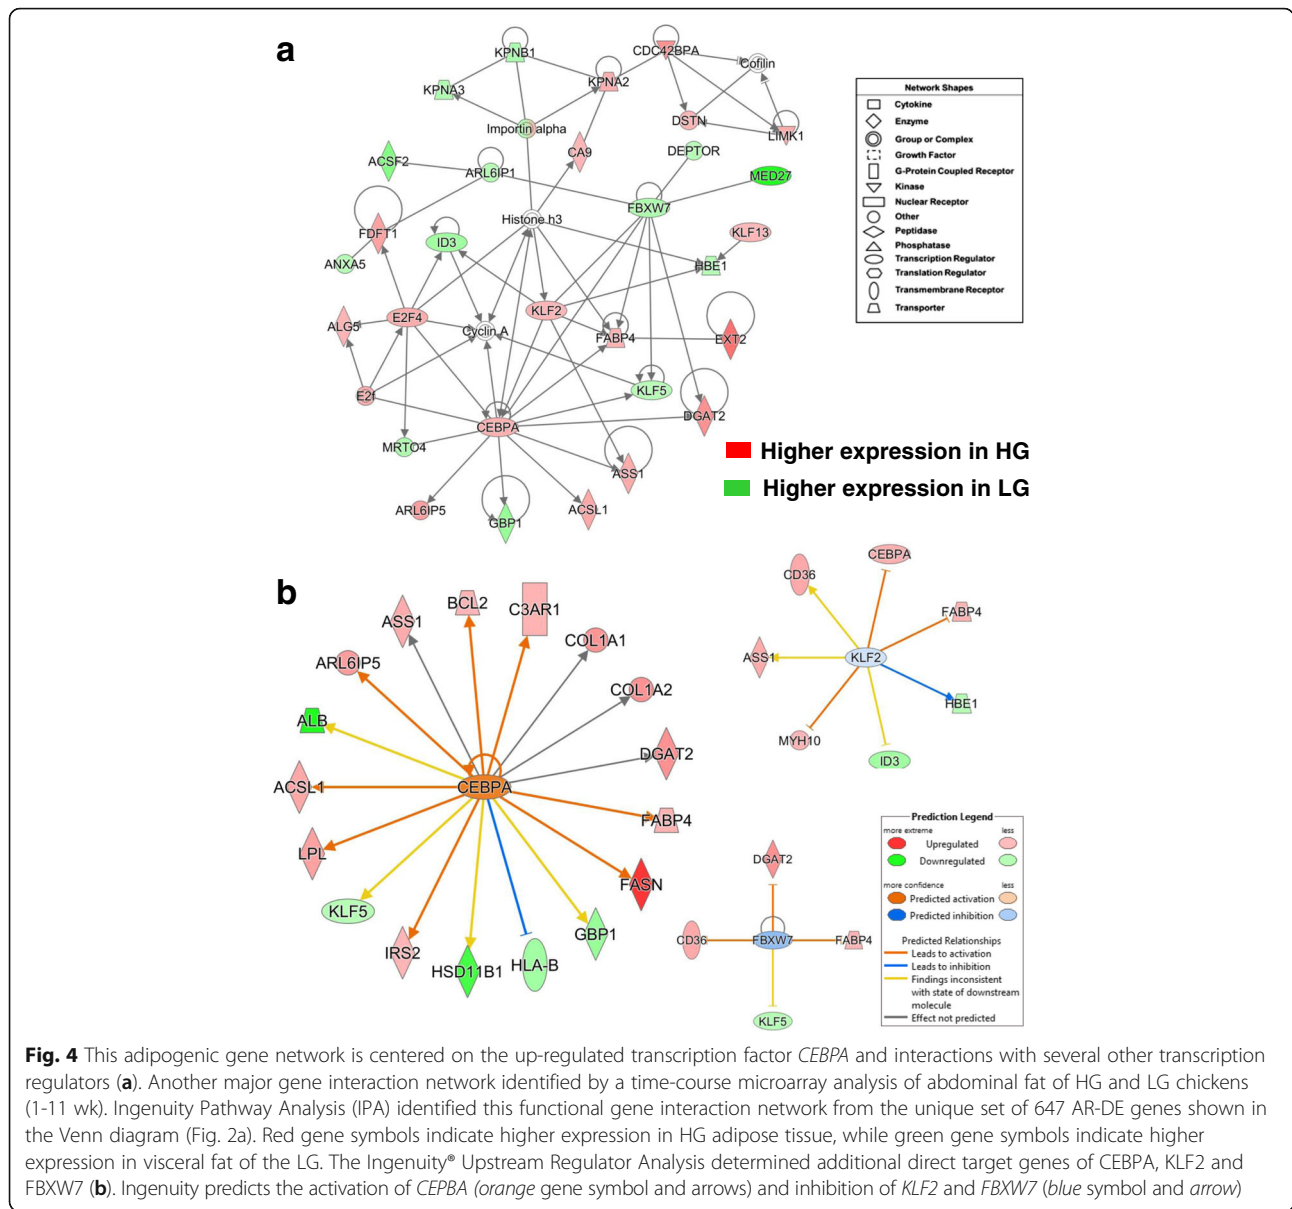 a
KPNB1
CDC42BPA
Cofilin
KPNA3
KPNA2
Importin alpha
DSTN
LIMK1
CA9
DEPTOR
ACSF2
ARL6IP1
MED27
FBXW7
Histone h3
FDFT1
ID3
KLF13
ANXA5
HBE1
ALG5
E2F4
Cyclin A
KLF2
FABP4
EXT2
E2f
KLF5
DGAT2
CEBPA
MRTO4
ASS1
ARL6IP5
GBP1
ACSL1
Network Shapes
Cytokine
Enzyme
Group or Complex
Growth Factor
G-Protein Coupled Receptor
Kinase
Nuclear Receptor
Other
Peptidase
Phosphatase
Transcription Regulator
Translation Regulator
Transmembrane Receptor
Transporter
Higher expression in HG
Higher expression in LG
b
ASS1
BCL2
C3AR1
COL1A1
ARL6IP5
COL1A2
ALB
DGAT2
CEBPA
ACSL1
FABP4
LPL
FASN
KLF5
GBP1
IRS2
HSD11B1
HLA-B
CEBPA
CD36
FABP4
ASS1
KLF2
HBE1
MYH10
ID3
DGAT2
CD36
FBXW7
FABP4
KLF5
Prediction Legend
more extreme less
Upregulated
Downregulated
more confidence less
Predicted activation
Predicted inhibition
Predicted Relationships
Leads to activation
Leads to inhibition
Findings inconsistent
with state of downstream
molecule
Effect not predicted
Fig. 4 This adipogenic gene network is centered on the up-regulated transcription factor CEBPA and interactions with several other transcription
regulators (a). Another major gene interaction network identified by a time-course microarray analysis of abdominal fat of HG and LG chickens
(1-11 wk). Ingenuity Pathway Analysis (IPA) identified this functional gene interaction network from the unique set of 647 AR-DE genes shown in
the Venn diagram (Fig. 2a). Red gene symbols indicate higher expression in HG adipose tissue, while green gene symbols indicate higher
expression in visceral fat of the LG. The Ingenuity® Upstream Regulator Analysis determined additional direct target genes of CEBPA, KLF2 and
FBXW7 (b). Ingenuity predicts the activation of CEPBA (orange gene symbol and arrows) and inhibition of KLF2 and FBXW7 (blue symbol and arrow)